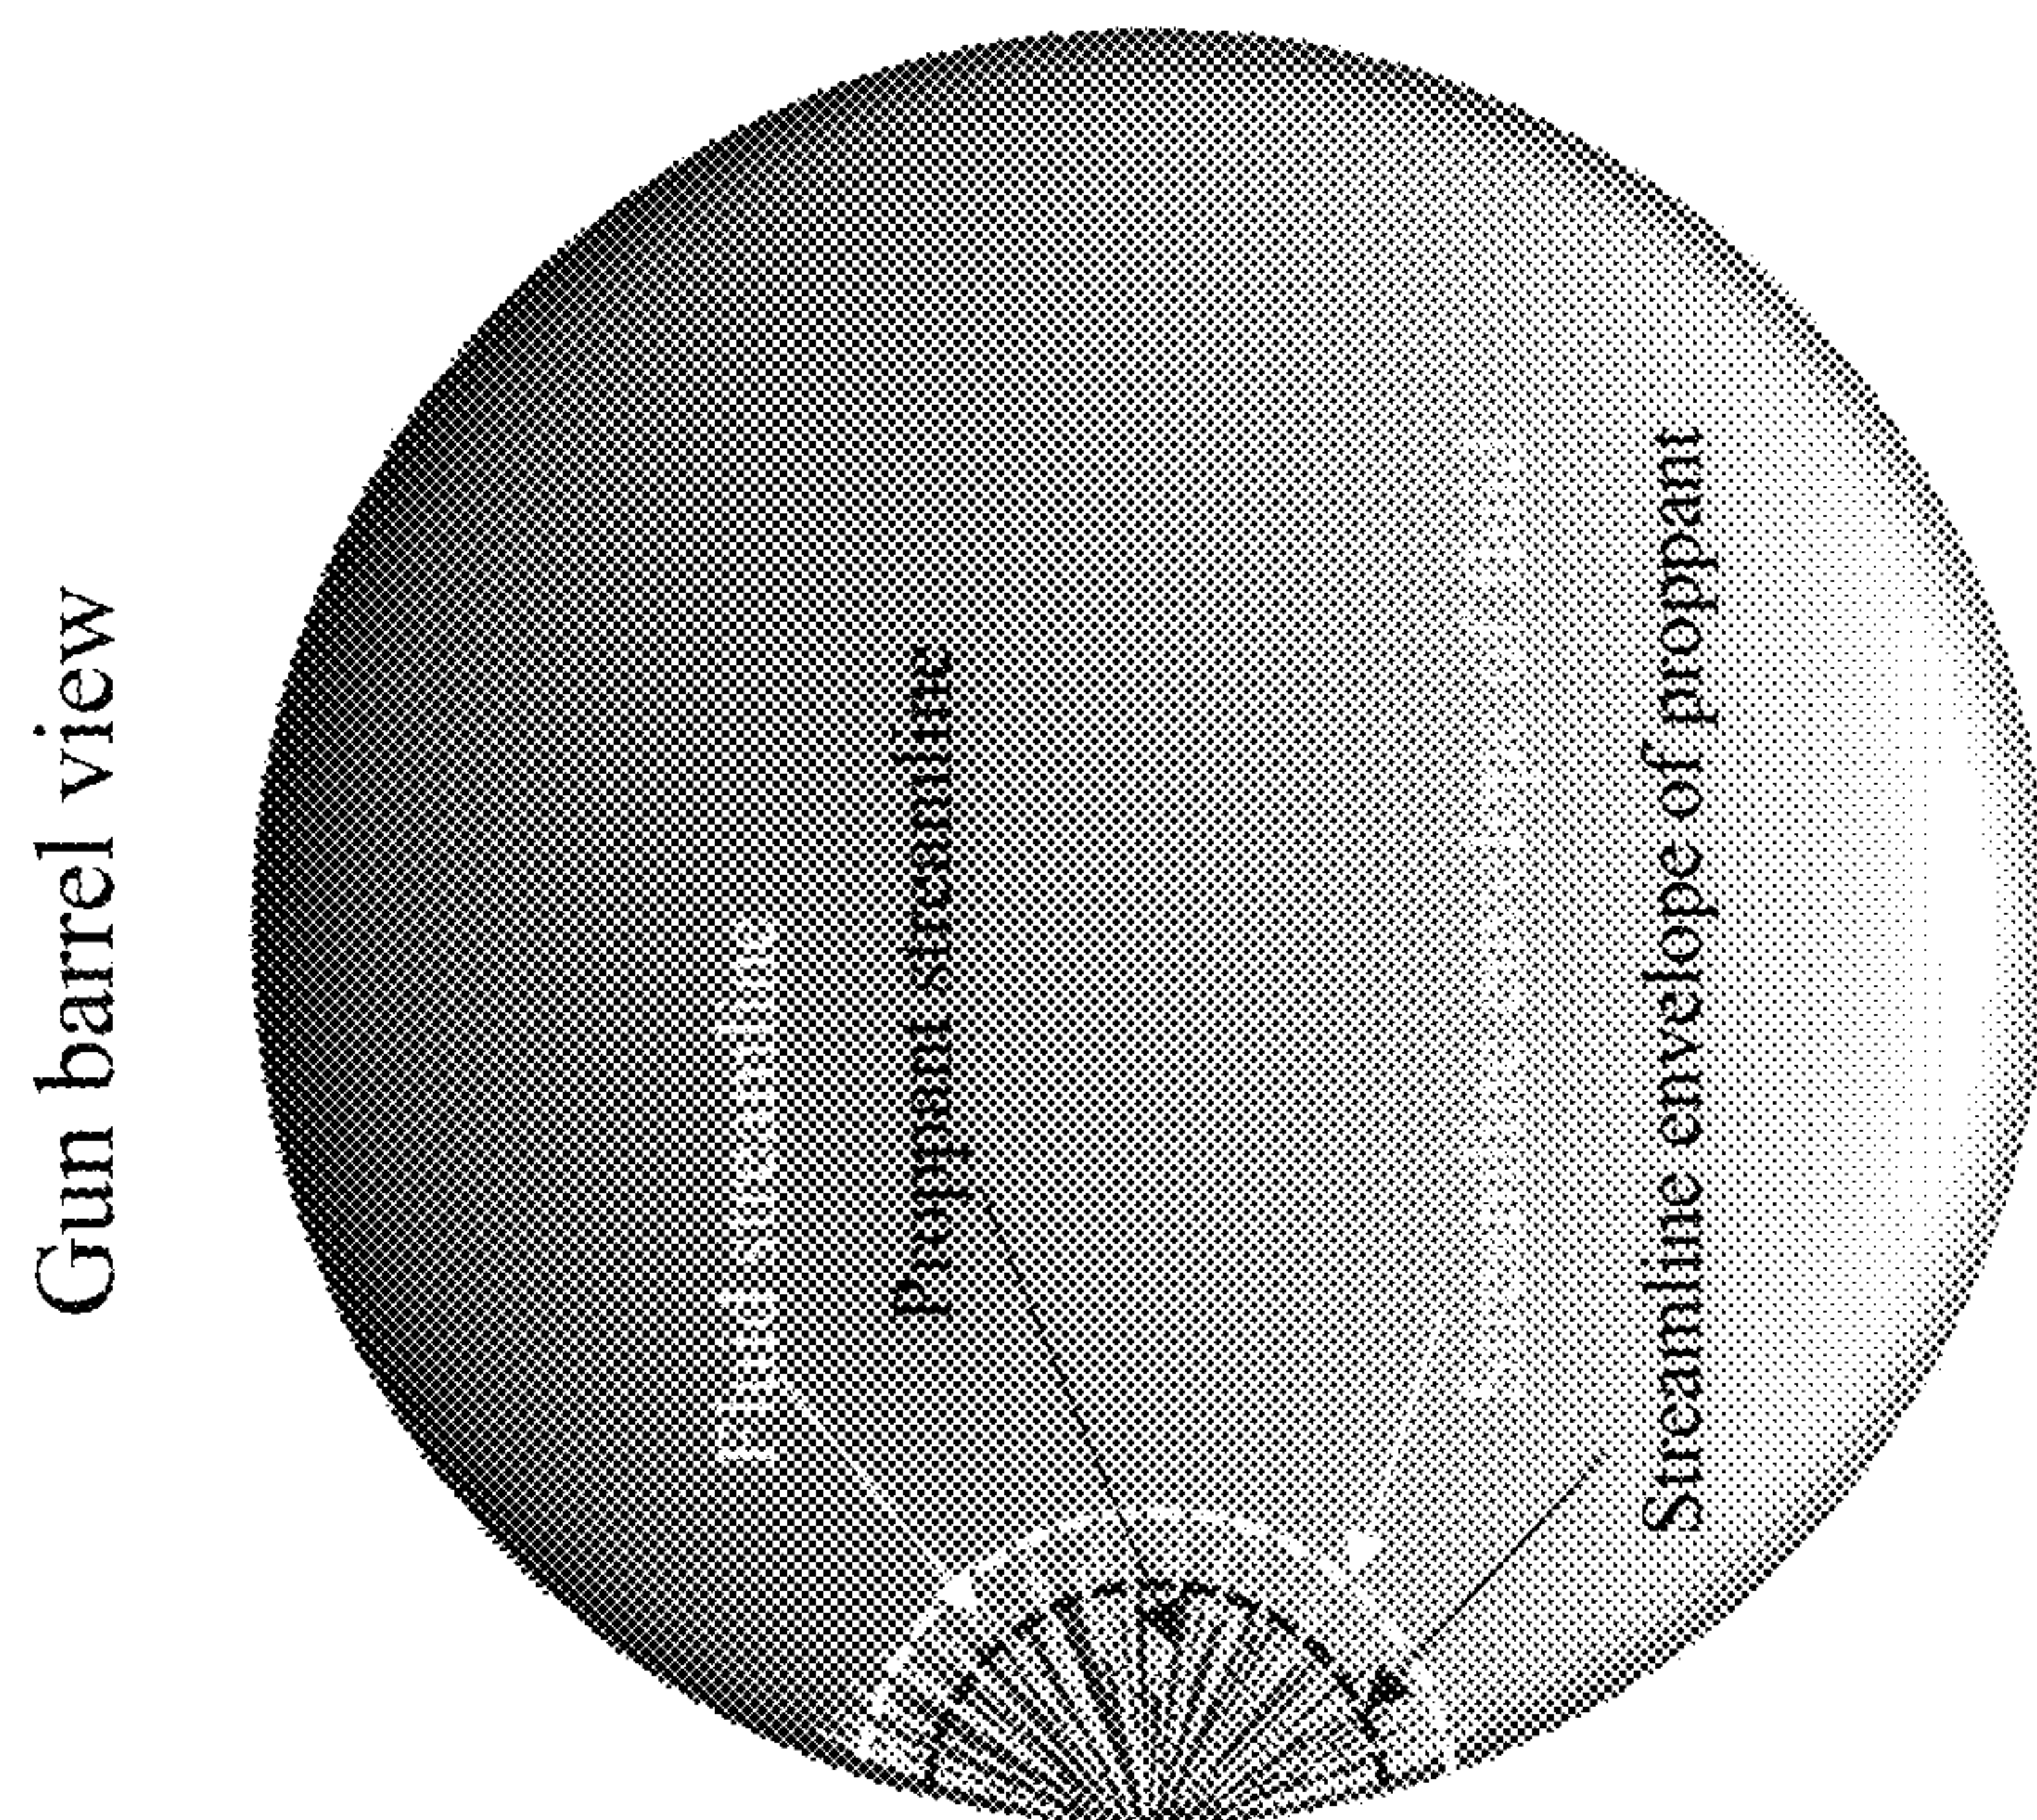 Gun barrel view
Fluid streamline
Proppant streamline
Streamline envelope of proppant